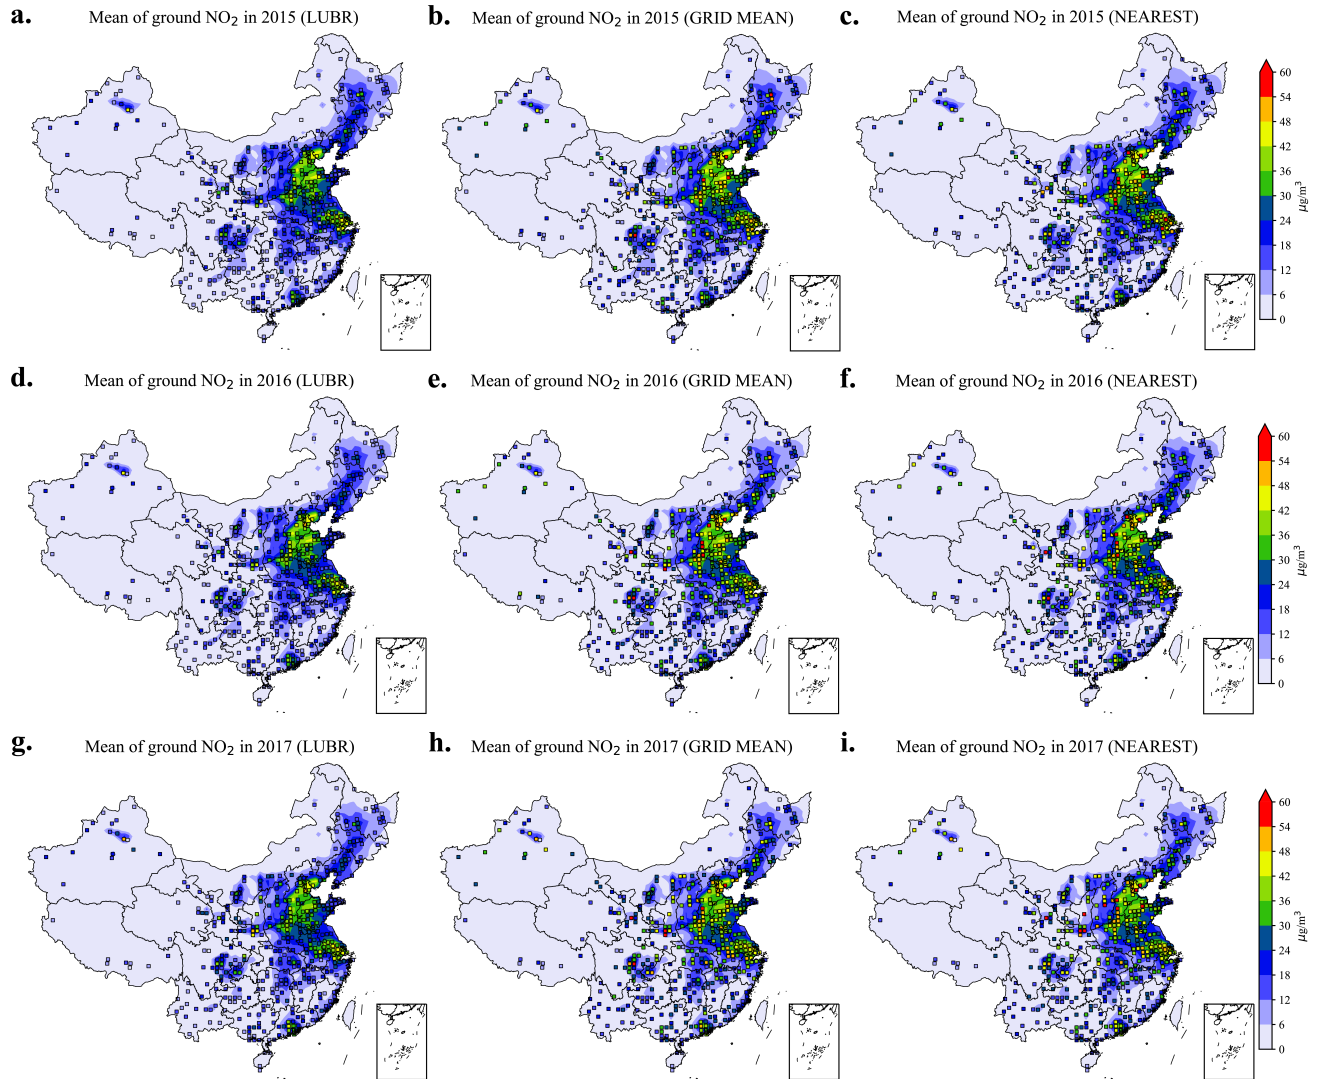 a. Mean of ground NO₂ in 2015 (LUBR)
b. Mean of ground NO₂ in 2015 (GRID MEAN)
c. Mean of ground NO₂ in 2015 (NEAREST)
60
54
48
42
36
30
24
18
12
6
0
μg/m³
d. Mean of ground NO₂ in 2016 (LUBR)
e. Mean of ground NO₂ in 2016 (GRID MEAN)
f. Mean of ground NO₂ in 2016 (NEAREST)
60
54
48
42
36
30
24
18
12
6
0
μg/m³
g. Mean of ground NO₂ in 2017 (LUBR)
h. Mean of ground NO₂ in 2017 (GRID MEAN)
i. Mean of ground NO₂ in 2017 (NEAREST)
60
54
48
42
36
30
24
18
12
6
0
μg/m³